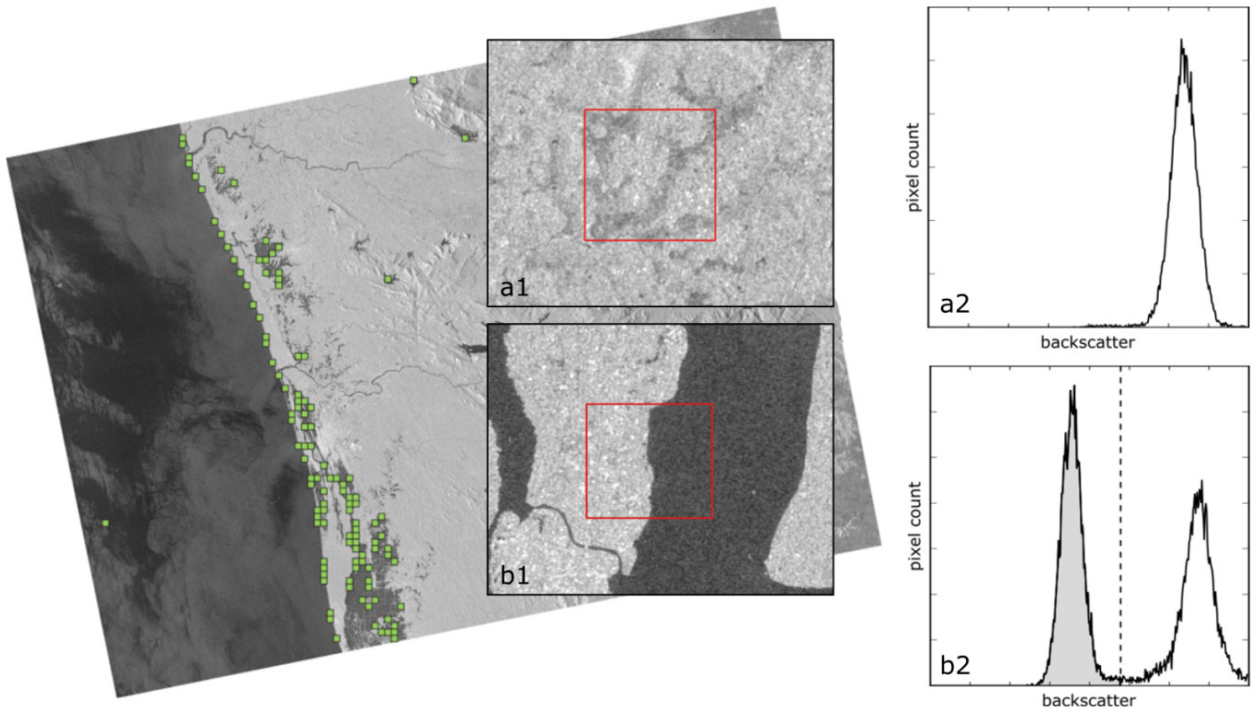 a1
b1
pixel count
a2
backscatter
pixel count
b2
backscatter